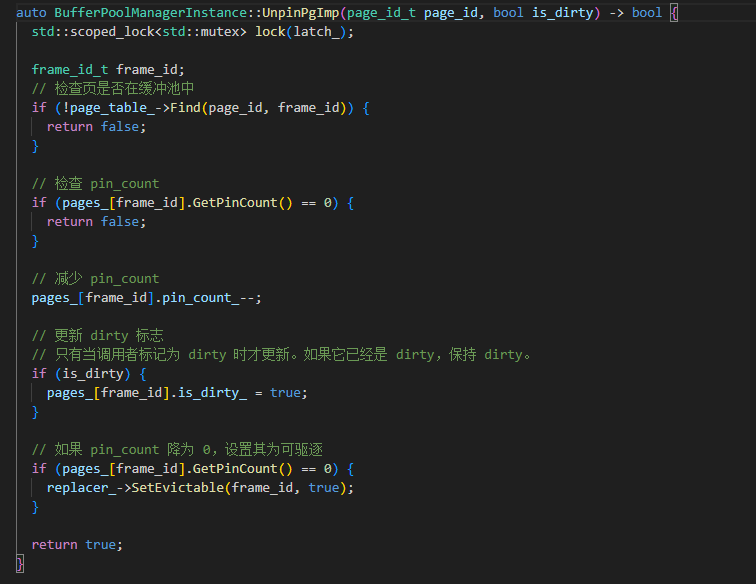 auto BufferPoolManagerInstance::UnpinPgImp(page_id_t page_id, bool is_dirty) -> bool {
  std::scoped_lock<std::mutex> lock(latch_);

  frame_id_t frame_id;
  // 检查页是否在缓冲池中
  if (!page_table_->Find(page_id, frame_id)) {
    return false;
  }

  // 检查 pin_count
  if (pages_[frame_id].GetPinCount() == 0) {
    return false;
  }

  // 减少 pin_count
  pages_[frame_id].pin_count_--;

  // 更新 dirty 标志
  // 只有当调用者标记为 dirty 时才更新。如果它已经是 dirty，保持 dirty。
  if (is_dirty) {
    pages_[frame_id].is_dirty_ = true;
  }

  // 如果 pin_count 降为 0，设置其为可驱逐
  if (pages_[frame_id].GetPinCount() == 0) {
    replacer_->SetEvictable(frame_id, true);
  }

  return true;
}